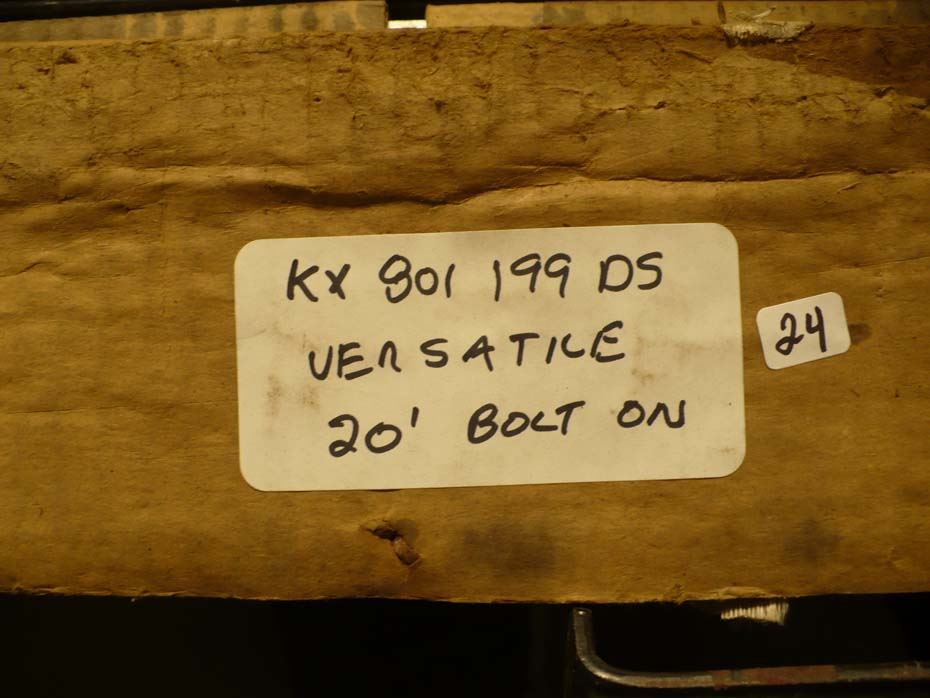 KX 801 199 DS
VERSATILE
20' BOLT ON
24